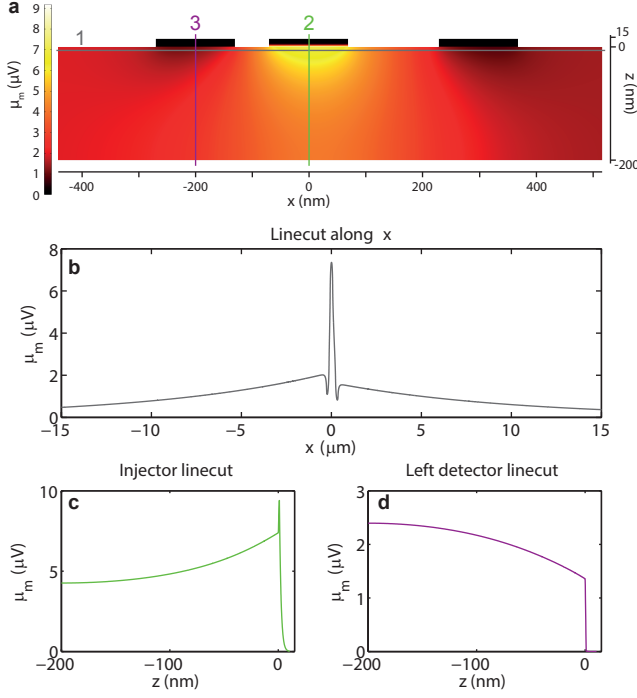 a
9
8
7
6
5
4
3
2
1
0
μm (μV)
1
3
2
15
0
-200
z (nm)
-400 -200 0 200 400
x (nm)
Linecut along x
b
8
6
4
2
0
μm (μV)
−15 −10 −5 0 5 10 15
x (μm)
Injector linecut
c
10
5
0
μm (μV)
−200 −100 0
z (nm)
Left detector linecut
d
3
2
1
0
μm (μV)
−200 −100 0
z (nm)